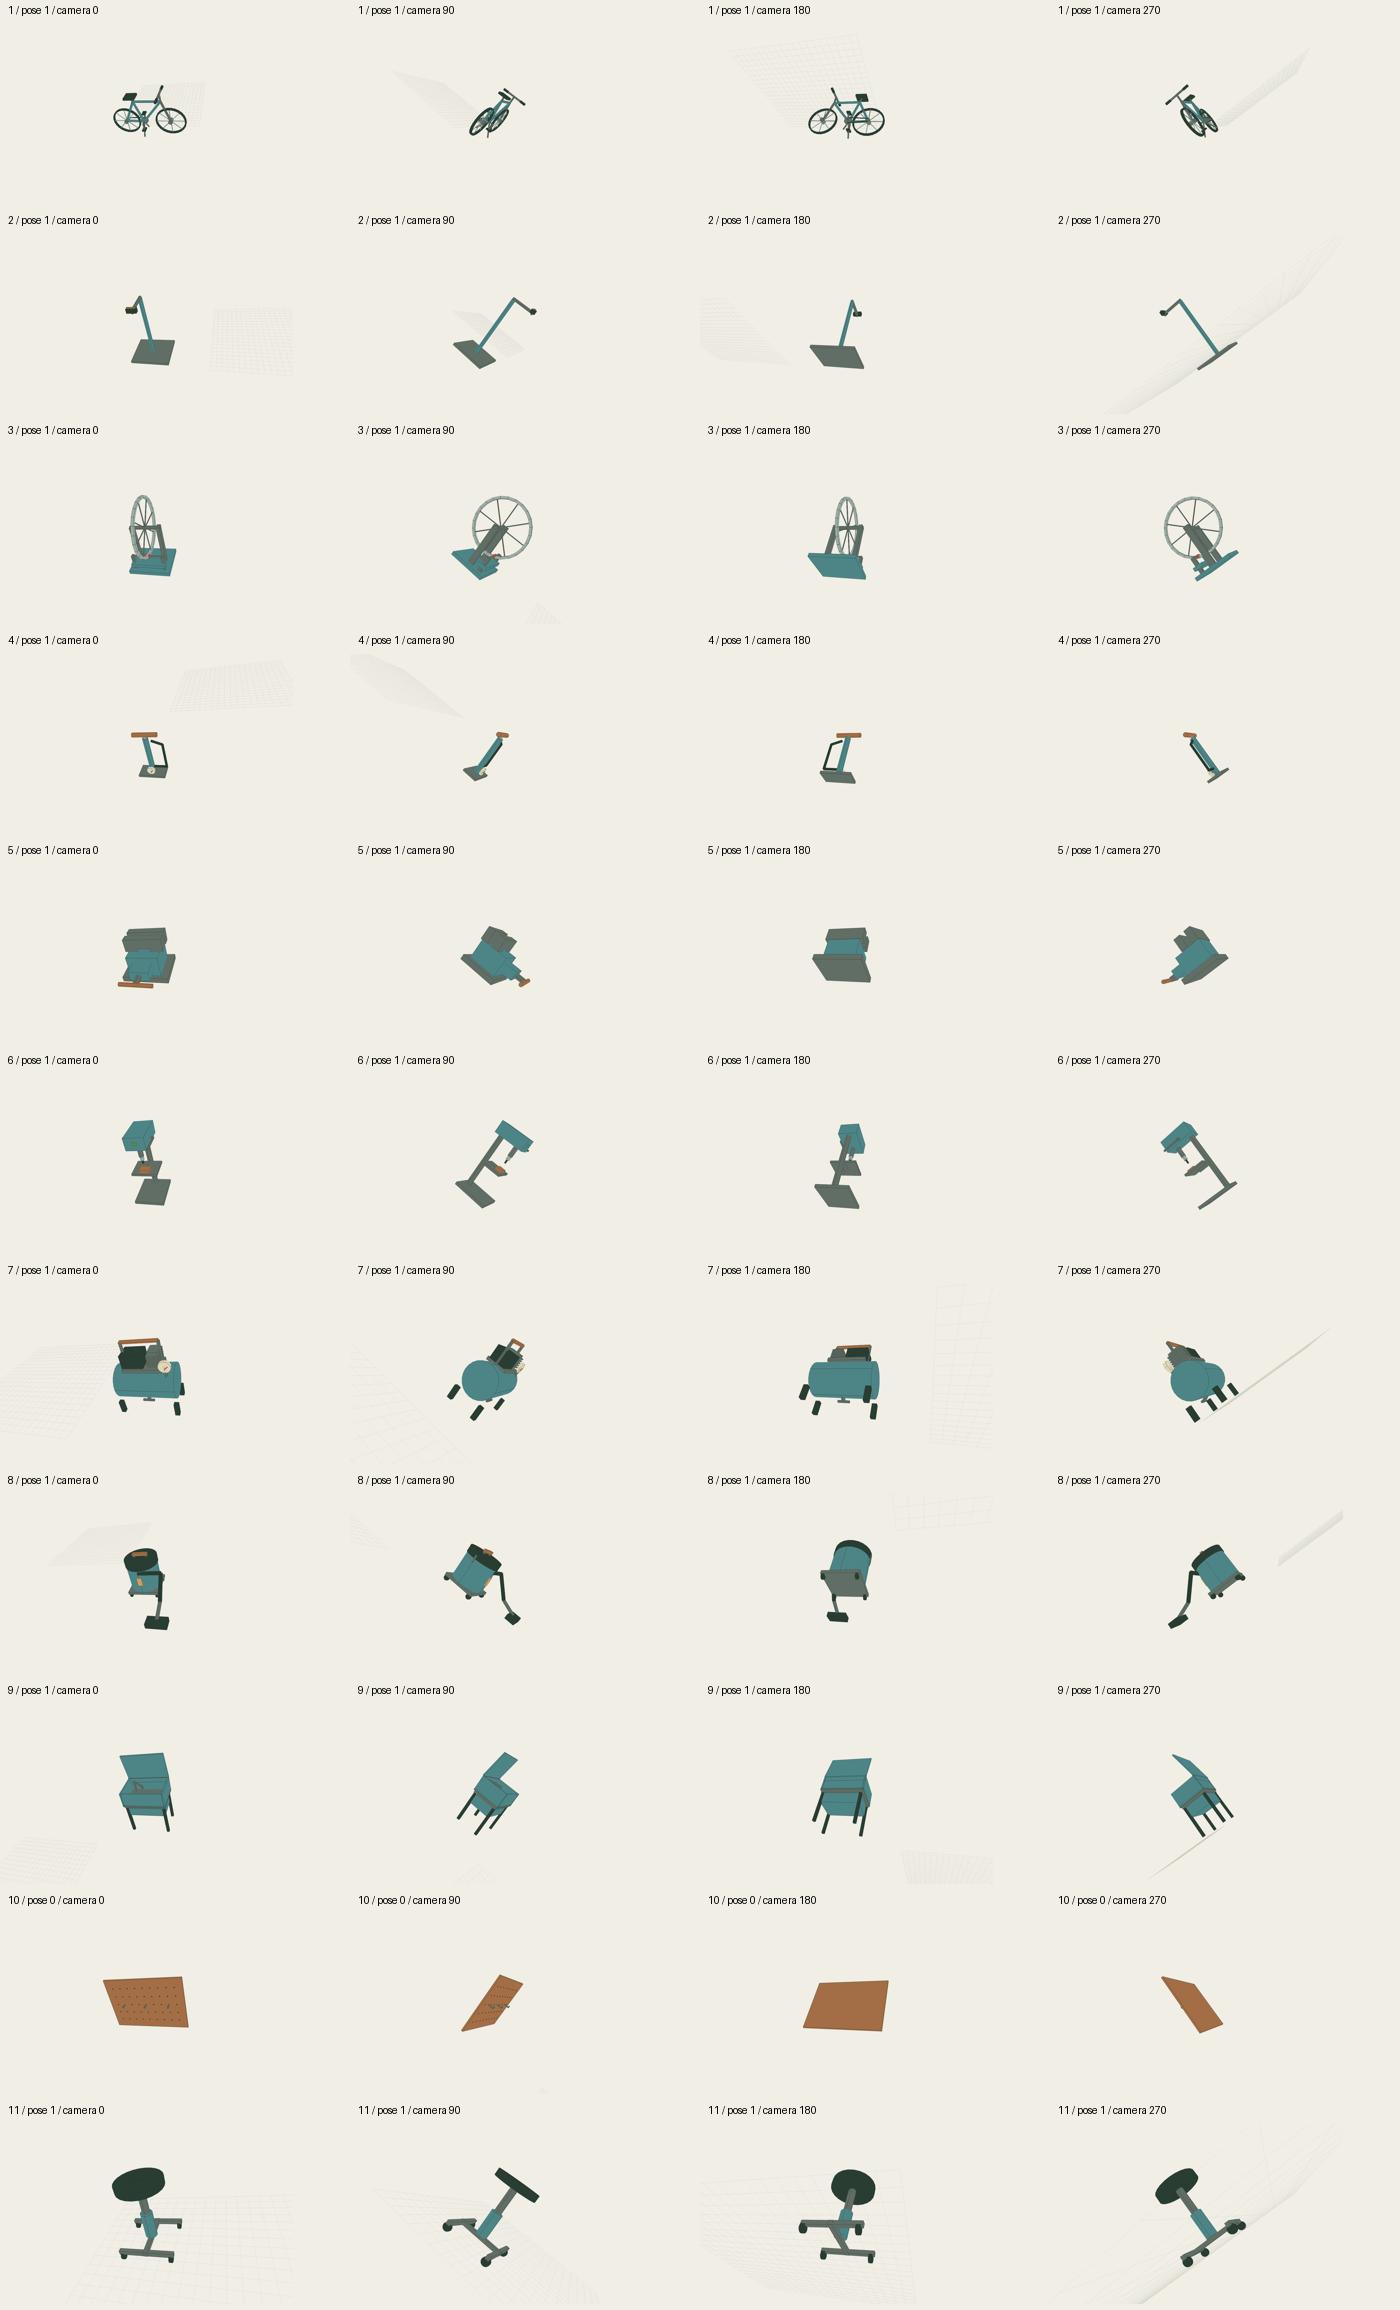 1 / pose 1 / camera 0
1 / pose 1 / camera 90
1 / pose 1 / camera 180
1 / pose 1 / camera 270
2 / pose 1 / camera 0
2 / pose 1 / camera 90
2 / pose 1 / camera 180
2 / pose 1 / camera 270
3 / pose 1 / camera 0
3 / pose 1 / camera 90
3 / pose 1 / camera 180
3 / pose 1 / camera 270
4 / pose 1 / camera 0
4 / pose 1 / camera 90
4 / pose 1 / camera 180
4 / pose 1 / camera 270
5 / pose 1 / camera 0
5 / pose 1 / camera 90
5 / pose 1 / camera 180
5 / pose 1 / camera 270
6 / pose 1 / camera 0
6 / pose 1 / camera 90
6 / pose 1 / camera 180
6 / pose 1 / camera 270
7 / pose 1 / camera 0
7 / pose 1 / camera 90
7 / pose 1 / camera 180
7 / pose 1 / camera 270
8 / pose 1 / camera 0
8 / pose 1 / camera 90
8 / pose 1 / camera 180
8 / pose 1 / camera 270
9 / pose 1 / camera 0
9 / pose 1 / camera 90
9 / pose 1 / camera 180
9 / pose 1 / camera 270
10 / pose 0 / camera 0
10 / pose 0 / camera 90
10 / pose 0 / camera 180
10 / pose 0 / camera 270
11 / pose 1 / camera 0
11 / pose 1 / camera 90
11 / pose 1 / camera 180
11 / pose 1 / camera 270